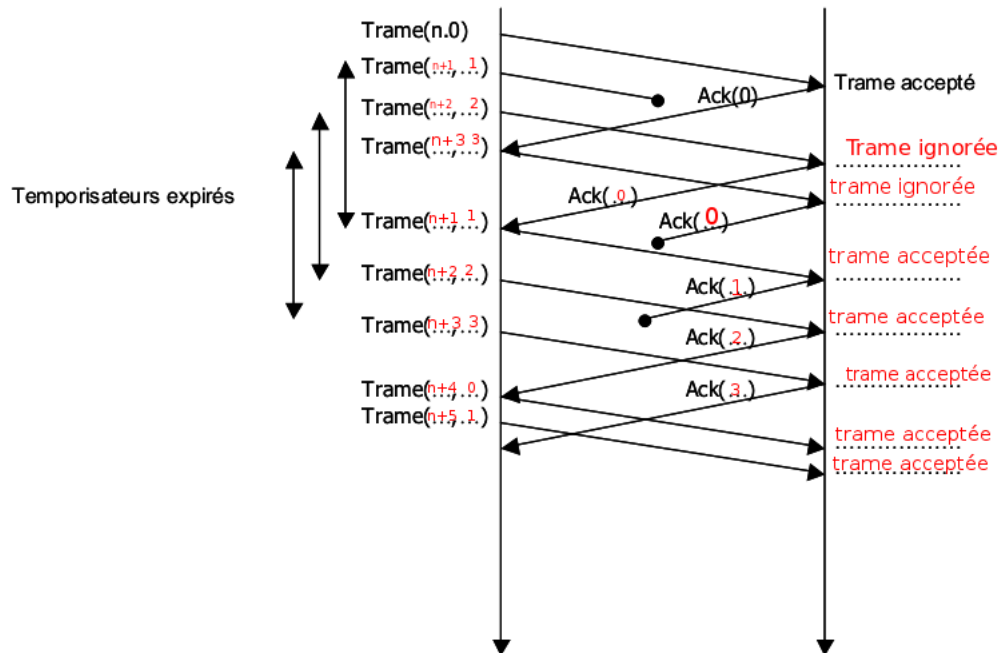 Trame(n.0)
Trame(n+1, 1)
Trame accepté
Ack(0)
Trame(n+2, 2)
Trame(n+3 3)
Trame ignorée
trame ignorée
Temporisateurs expirés
Ack(.0.)
Trame(n+1, 1)
Ack(.0.)
trame acceptée
Trame(n+2, 2.)
Ack(.1.)
Trame(n+3, 3)
trame acceptée
Ack(.2.)
trame acceptée
Trame(n+4, 0)
Ack(.3.)
Trame(n+5, 1)
trame acceptée
trame acceptée